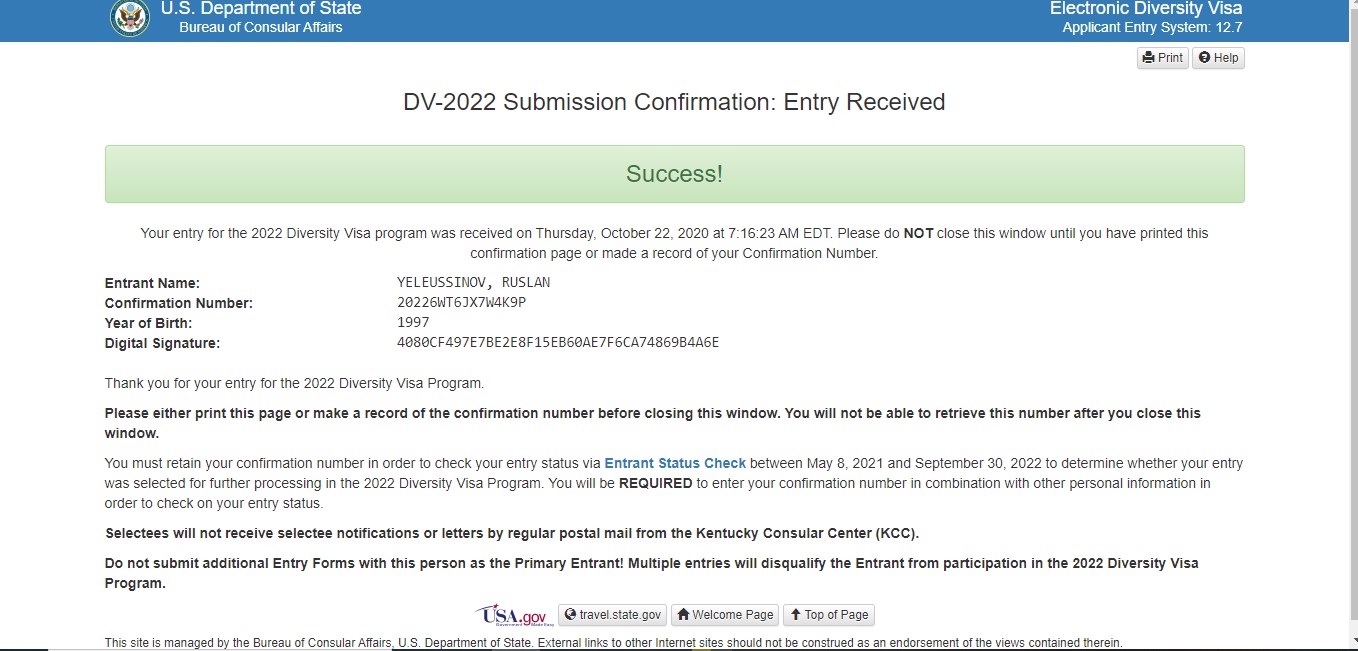 U.S. Department of State
Electronic Diversity Visa
Bureau of Consular Affairs
Applicant Entry System: 12.7
Print Help
DV-2022 Submission Confirmation: Entry Received
Success!
Your entry for the 2022 Diversity Visa program was received on Thursday, October 22, 2020 at 7:16:23 AM EDT. Please do NOT close this window until you have printed this
confirmation page or made a record of your Confirmation Number.
Entrant Name: YELEUSSINOV, RUSLAN
Confirmation Number: 20226WT6JX7W4K9P
Year of Birth: 1997
Digital Signature: 4080CF497E7BE2E8F15EB60AE7F6CA74869B4A6E
Thank you for your entry for the 2022 Diversity Visa Program.
Please either print this page or make a record of the confirmation number before closing this window. You will not be able to retrieve this number after you close this
window.
You must retain your confirmation number in order to check your entry status via Entrant Status Check between May 8, 2021 and September 30, 2022 to determine whether your entry
was selected for further processing in the 2022 Diversity Visa Program. You will be REQUIRED to enter your confirmation number in combination with other personal information in
order to check on your entry status.
Selectees will not receive selectee notifications or letters by regular postal mail from the Kentucky Consular Center (KCC).
Do not submit additional Entry Forms with this person as the Primary Entrant! Multiple entries will disqualify the Entrant from participation in the 2022 Diversity Visa
Program.
USA.gov travel.state.gov Welcome Page Top of Page
Government Made Easy
This site is managed by the Bureau of Consular Affairs, U.S. Department of State. External links to other Internet sites should not be construed as an endorsement of the views contained therein.